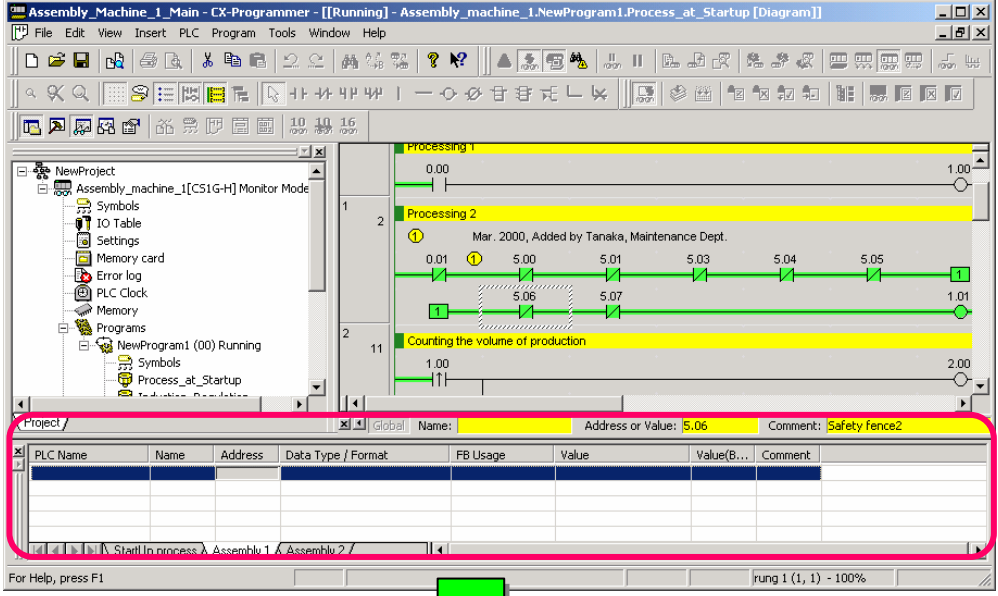 Assembly_Machine_1_Main - CX-Programmer - [[Running] - Assembly_machine_1.NewProgram1.Process_at_Startup [Diagram]]
File Edit View Insert PLC Program Tools Window Help
10 10 16
NewProject
Assembly_machine_1[CS1G-H] Monitor Mode
Symbols
IO Table
Settings
Memory card
Error log
PLC Clock
Memory
Programs
NewProgram1 (00) Running
Symbols
Process_at_Startup
Project
Processing 1
0.00 1.00
1 2
Processing 2
1 Mar. 2000, Added by Tanaka, Maintenance Dept.
0.01 1 5.00 5.01 5.03 5.04 5.05
1
5.06 5.07 1.01
1
2 11
Counting the volume of production
1.00 2.00
Global Name: Address or Value: 5.06 Comment: Safety fence2
PLC Name Name Address Data Type / Format FB Usage Value Value(B... Comment
StartUp process Assembly 1 Assembly 2
For Help, press F1 rung 1 (1, 1) - 100%